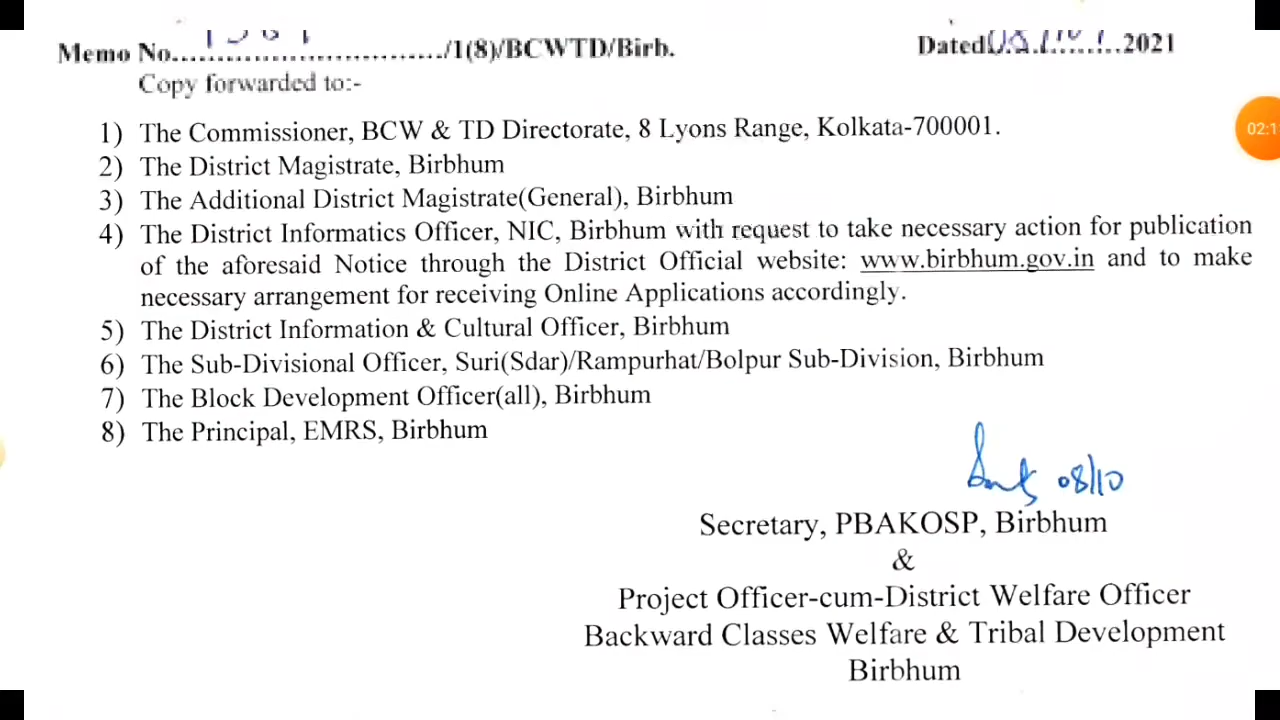 Memo No.............................../1(8)/BCWTD/Birb.
Dated 2021
Copy forwarded to:-
1) The Commissioner, BCW & TD Directorate, 8 Lyons Range, Kolkata-700001.
2) The District Magistrate, Birbhum
3) The Additional District Magistrate(General), Birbhum
4) The District Informatics Officer, NIC, Birbhum with request to take necessary action for publication
of the aforesaid Notice through the District Official website: www.birbhum.gov.in and to make
necessary arrangement for receiving Online Applications accordingly.
5) The District Information & Cultural Officer, Birbhum
6) The Sub-Divisional Officer, Suri(Sdar)/Rampurhat/Bolpur Sub-Division, Birbhum
7) The Block Development Officer(all), Birbhum
8) The Principal, EMRS, Birbhum
08/10
Secretary, PBAKOSP, Birbhum
&
Project Officer-cum-District Welfare Officer
Backward Classes Welfare & Tribal Development
Birbhum